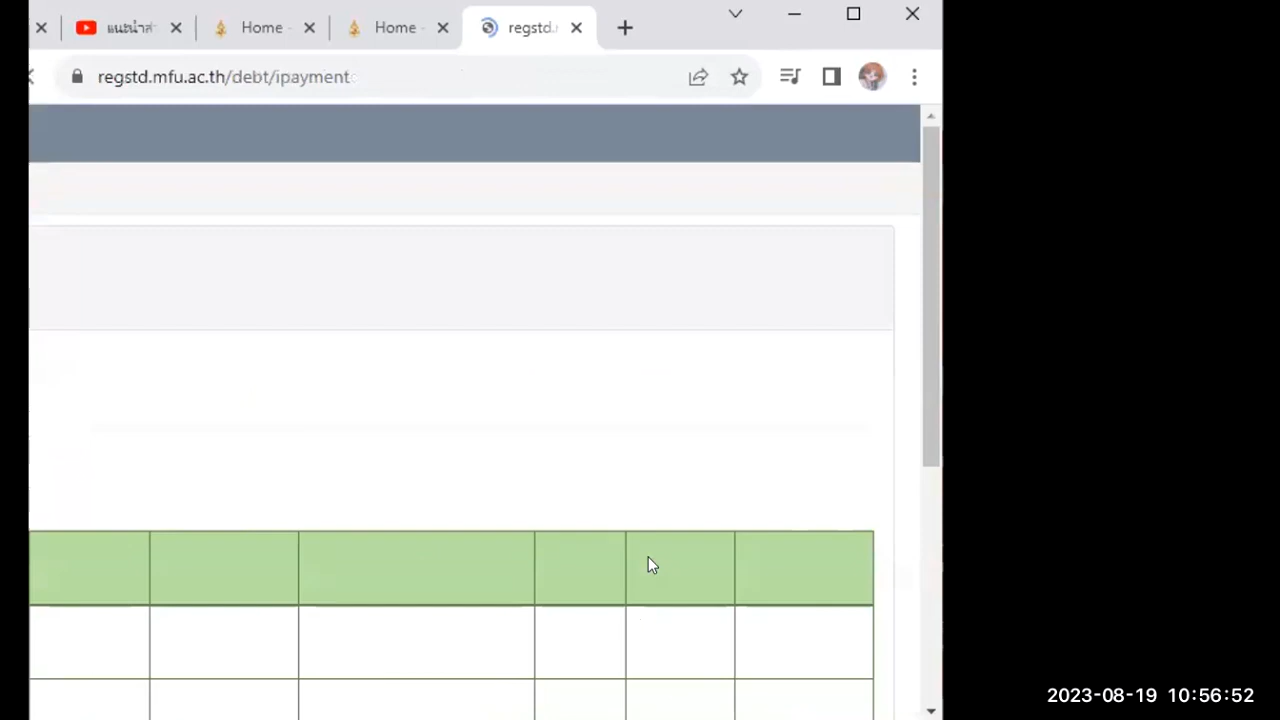 แนะนำส
Home
Home
regstd.
regstd.mfu.ac.th/debt/ipayment
2023-08-19 10:56:52